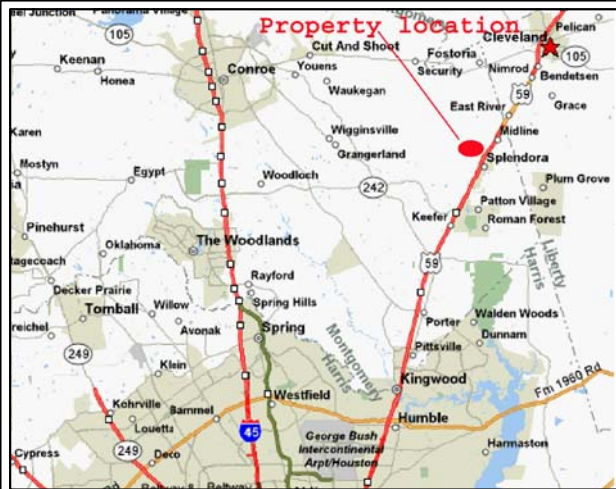 Panorama Village
Montgomery
Property location
Pelican
Cleveland
105
Cut And Shoot
Fostoria
105
Keenan
Honea
Conroe
Youens
Security
Nimrod
Bendetsen
Waukegan
59
Grace
East River
Karen
Wigginsville
Grangerland
Midline
Splendora
Mostyn
Egypt
Woodloch
242
Plum Grove
Patton Village
Keefer
Roman Forest
Pinehurst
Oklahoma
The Woodlands
59
Liberty
Harris
Decker Prairie
Rayford
Spring Hills
Tomball
Willow
Avonak
Spring
Montgomery
Harris
Porter
Walden Woods
Dunnam
Pittsville
249
Klein
Kingwood
Fm 1960 Rd
Kohrville
Louetta
Bammel
Westfield
45
Humble
George Bush
Intercontinental
Arpt/Houston
Harmaston
Cypress
249
Deco